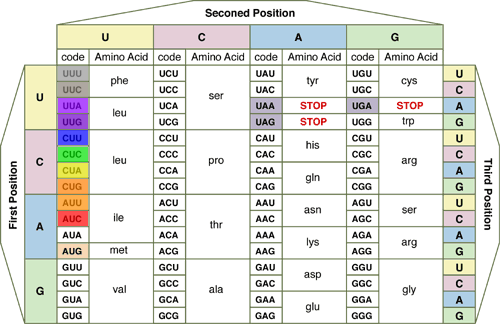 Seconed Position
U C A G
code Amino Acid code Amino Acid code Amino Acid code Amino Acid
First Position
Third Position
U UUU phe UCU ser UAU tyr UGU cys U
UUC UCC UAC UGC C
UUA leu UCA UAA STOP UGA STOP A
UUG UCG UAG STOP UGG trp G
C CUU leu CCU pro CAU his CGU arg U
CUC CCC CAC CGC C
CUA CCA CAA gln CGA A
CUG CCG CAG CGG G
A AUU ile ACU thr AAU asn AGU ser U
AUC ACC AAC AGC C
AUA ACA AAA lys AGA arg A
AUG met ACG AAG AGG G
G GUU val GCU ala GAU asp GGU gly U
GUC GCC GAC GGC C
GUA GCA GAA glu GGA A
GUG GCG GAG GGG G